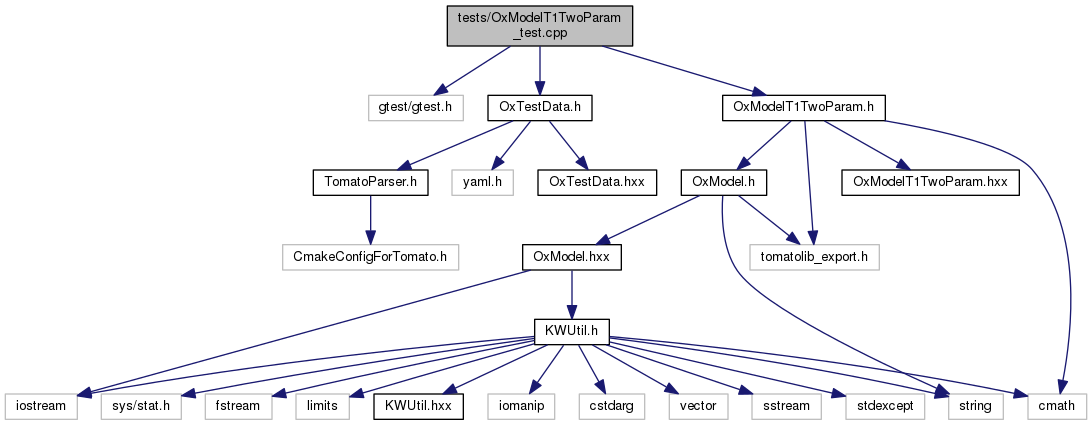 tests/OxModelT1TwoParam
_test.cpp
gtest/gtest.h
OxTestData.h
OxModelT1TwoParam.h
TomatoParser.h
yaml.h
OxTestData.hxx
OxModel.h
OxModelT1TwoParam.hxx
CmakeConfigForTomato.h
OxModel.hxx
tomatolib_export.h
KWUtil.h
iostream
sys/stat.h
fstream
limits
KWUtil.hxx
iomanip
cstdarg
vector
sstream
stdexcept
string
cmath